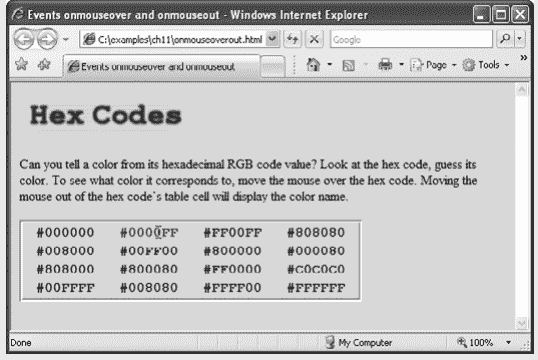 Events onmouseover and onmouseout - Windows Internet Explorer
C:\examples\ch11\onmouseoverout.html
Google
Events onmouseover and onmouseout
Page
Tools
»
Hex Codes
Can you tell a color from its hexadecimal RGB code value? Look at the hex code, guess its
color. To see what color it corresponds to, move the mouse over the hex code. Moving the
mouse out of the hex code's table cell will display the color name.
#000000 #0000FF #FF00FF #808080
#008000 #00FF00 #800000 #000080
#808000 #800080 #FF0000 #C0C0C0
#00FFFF #008080 #FFFF00 #FFFFFF
Done
My Computer
100%